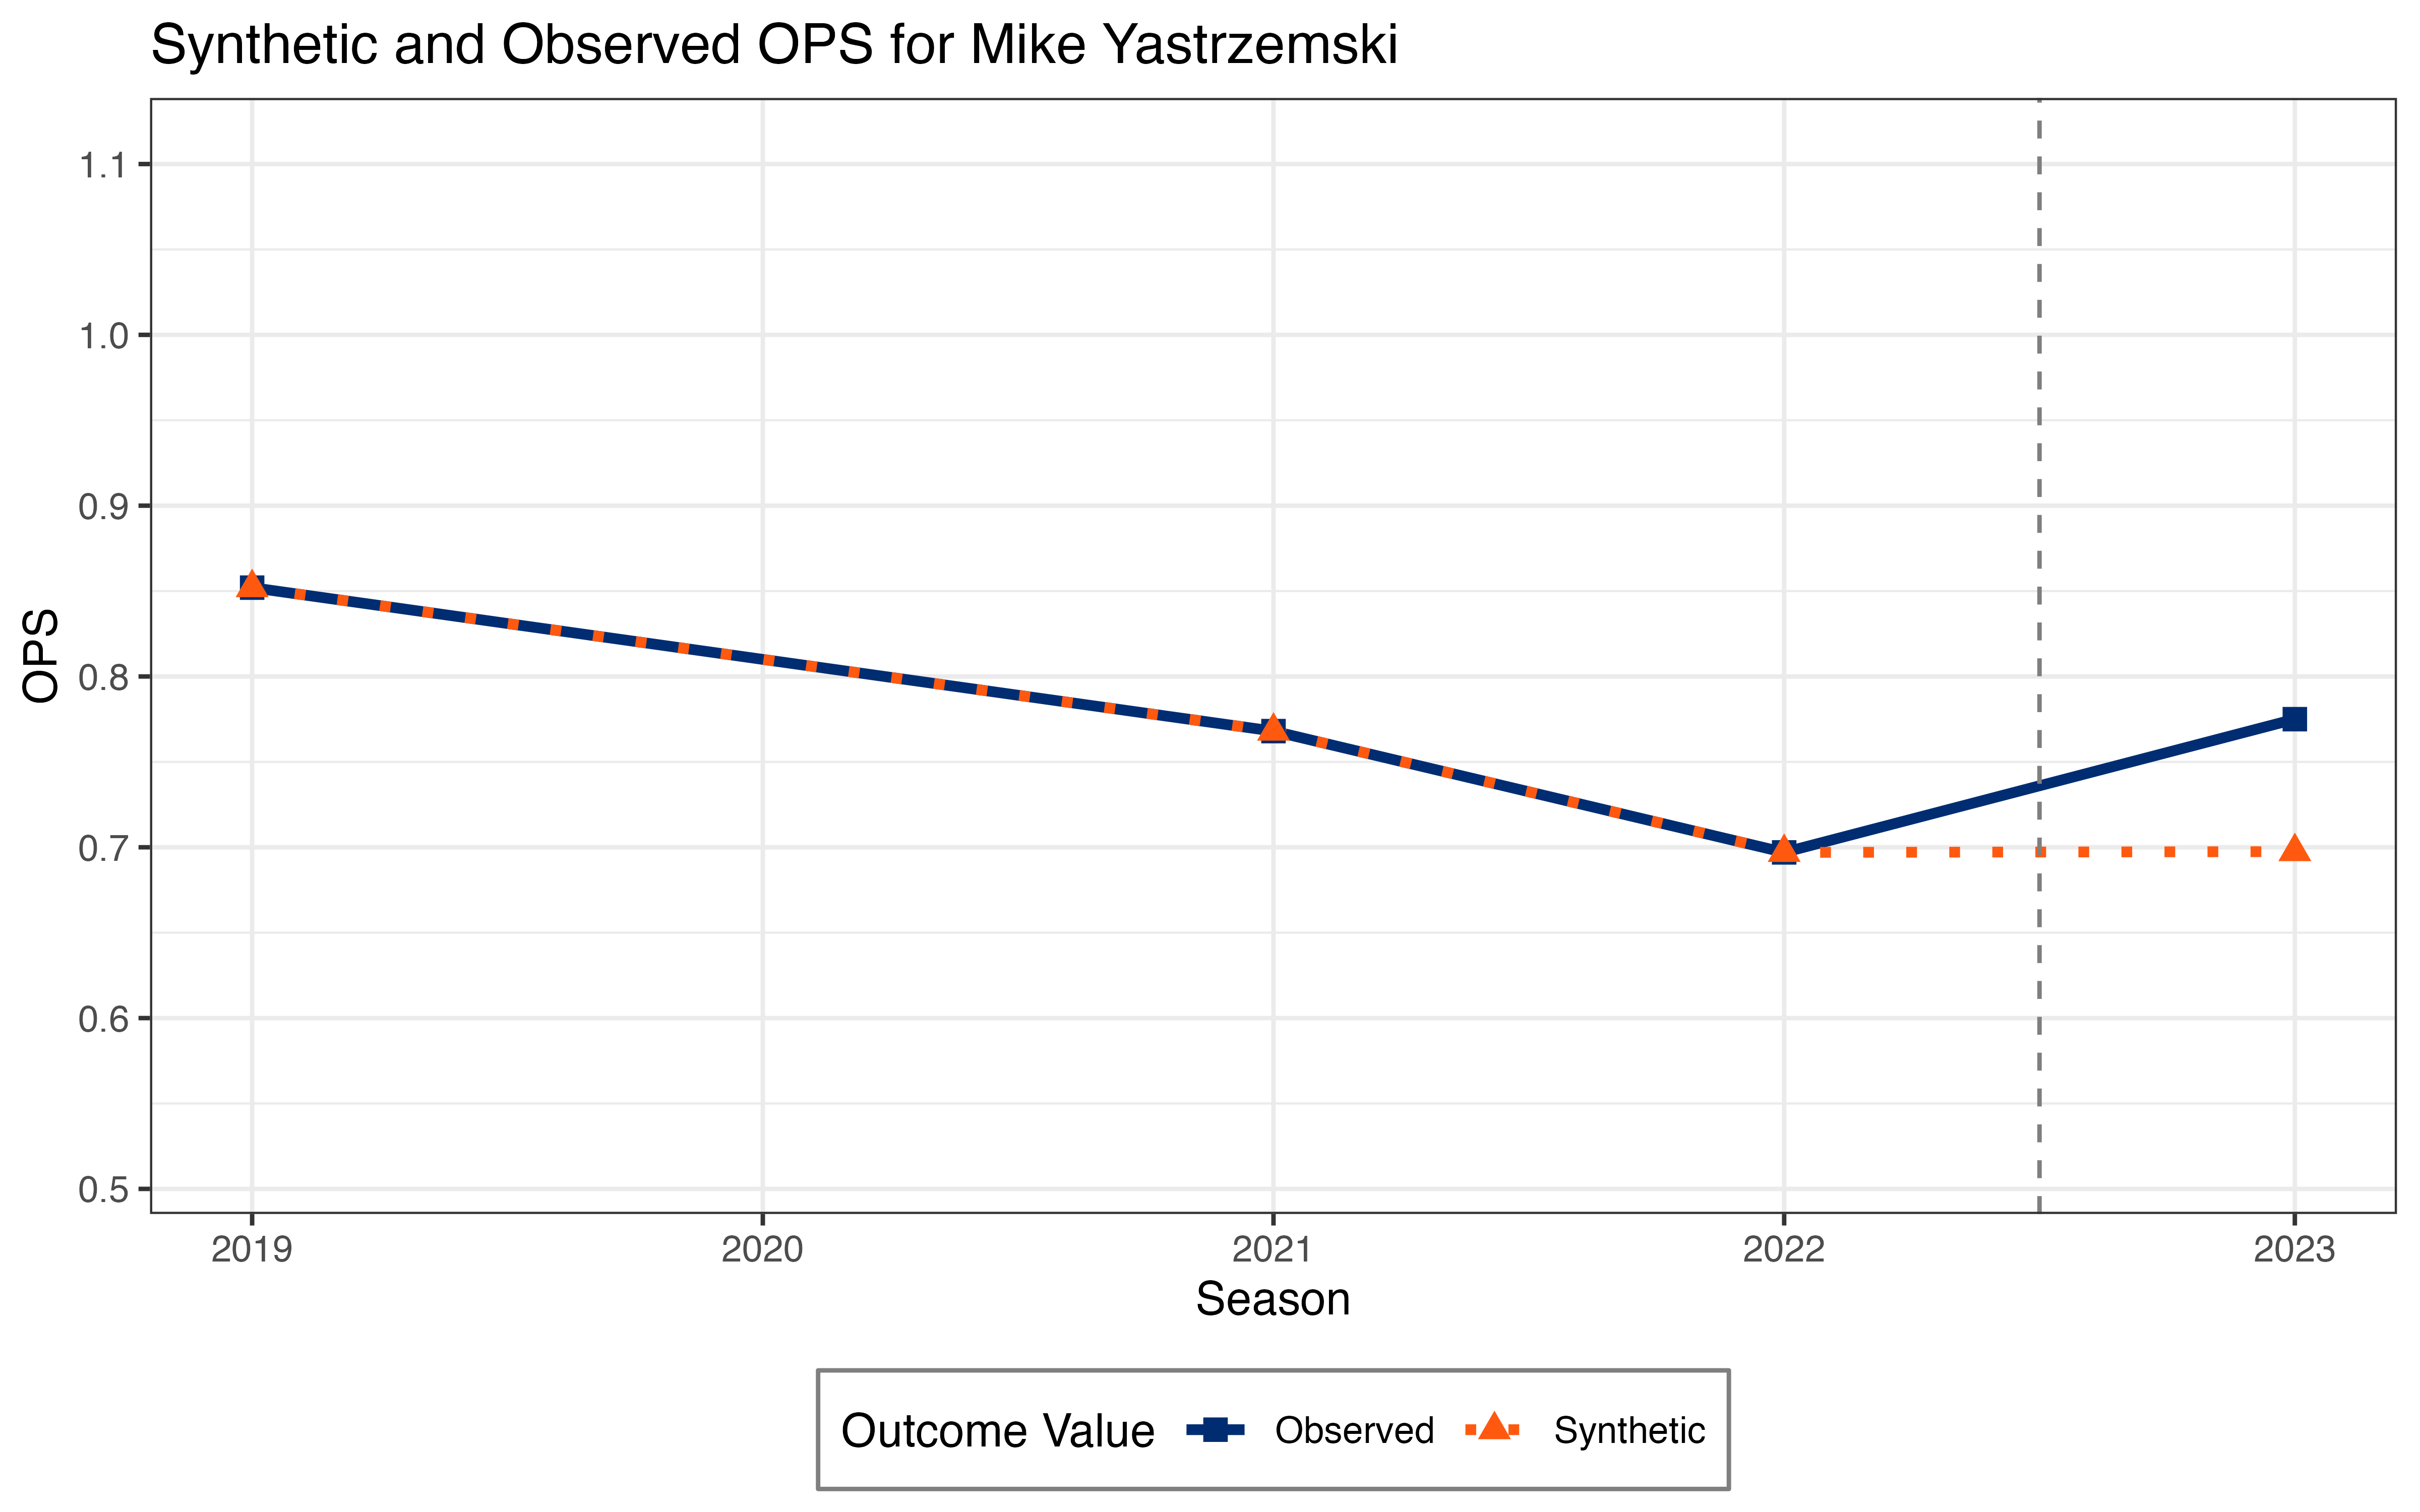 Synthetic and Observed OPS for Mike Yastrzemski
1.1
1.0
0.9
0.8
0.7
0.6
0.5
OPS
2019 2020 2021 2022 2023
Season
Outcome Value Observed Synthetic